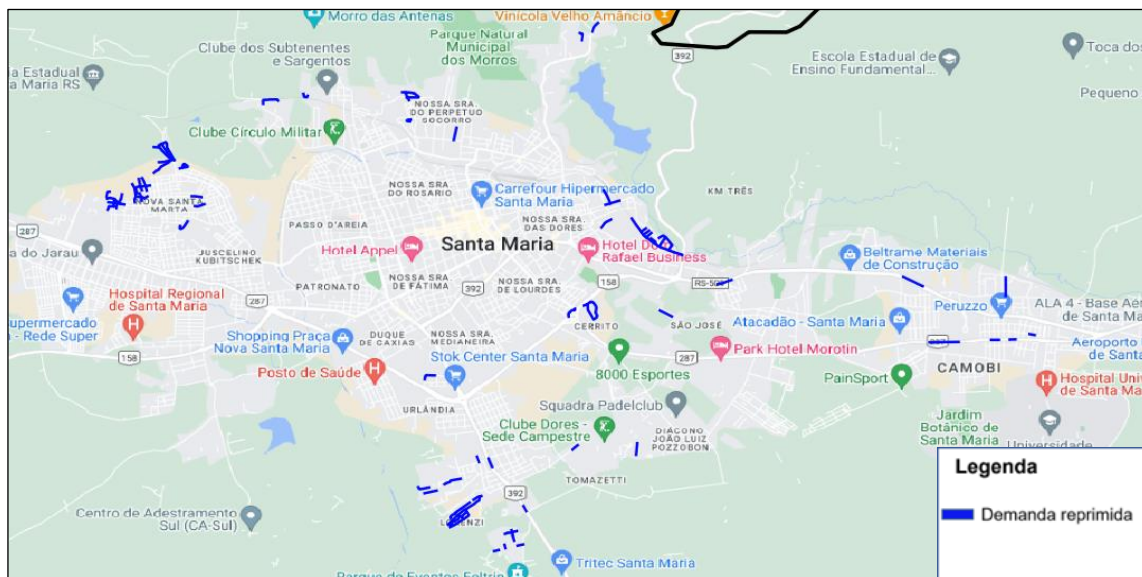 Morro das Antenas
Vinícola Velho Amâncio
Clube dos Subtenentes
e Sargentos
Parque Natural
Municipal
dos Morros
392
Escola Estadual de
Ensino Fundamental...
Toca dos
Pequeno
Estadual
a Maria RS
NOSSA SRA.
DO PERPETUO
SOCORRO
Clube Círculo Militar
NOSSA SRA.
DO ROSARIO
Carrefour Hipermercado
Santa Maria
KM TRÊS
NOVA SANTA
MARTA
PASSO D'AREIA
NOSSA SRA.
DAS DORES
287
a do Jarau
JUSCELINO
KUBITSCHEK
Hotel Appel
Santa Maria
Hotel
Rafael Business
Beltrame Materiais
de Construção
PATRONATO
NOSSA SRA.
DE FÁTIMA
392
NOSSA SRA.
DE LOURDES
158
Hospital Regional
de Santa Maria
287
Peruzzo
ALA 4 - Base Aé
de Santa Ma
upermercado
- Rede Super
Shopping Praça
Nova Santa Maria
DUQUE
DE CAXIAS
NOSSA SRA.
MEDIANEIRA
CERRITO
SÃO JOSÉ
Atacadão - Santa Maria
158
Stok Center Santa Maria
287
Park Hotel Morotin
Aeroporto
de Santa
Posto de Saúde
8000 Esportes
PainSport
CAMOBI
Hospital Uni
de Santa Ma
URLÂNDIA
Squadra Padelclub
Clube Dores -
Sede Campestre
DIÁCONO
JOÃO LUIZ
POZZOBON
Jardim
Botânico de
Santa Maria
Universidade
TOMAZETTI
392
Centro de Adestramento
Sul (CA-Sul)
Tritec Santa Maria
Parque de Eventos Feltrin
Legenda
Demanda reprimida